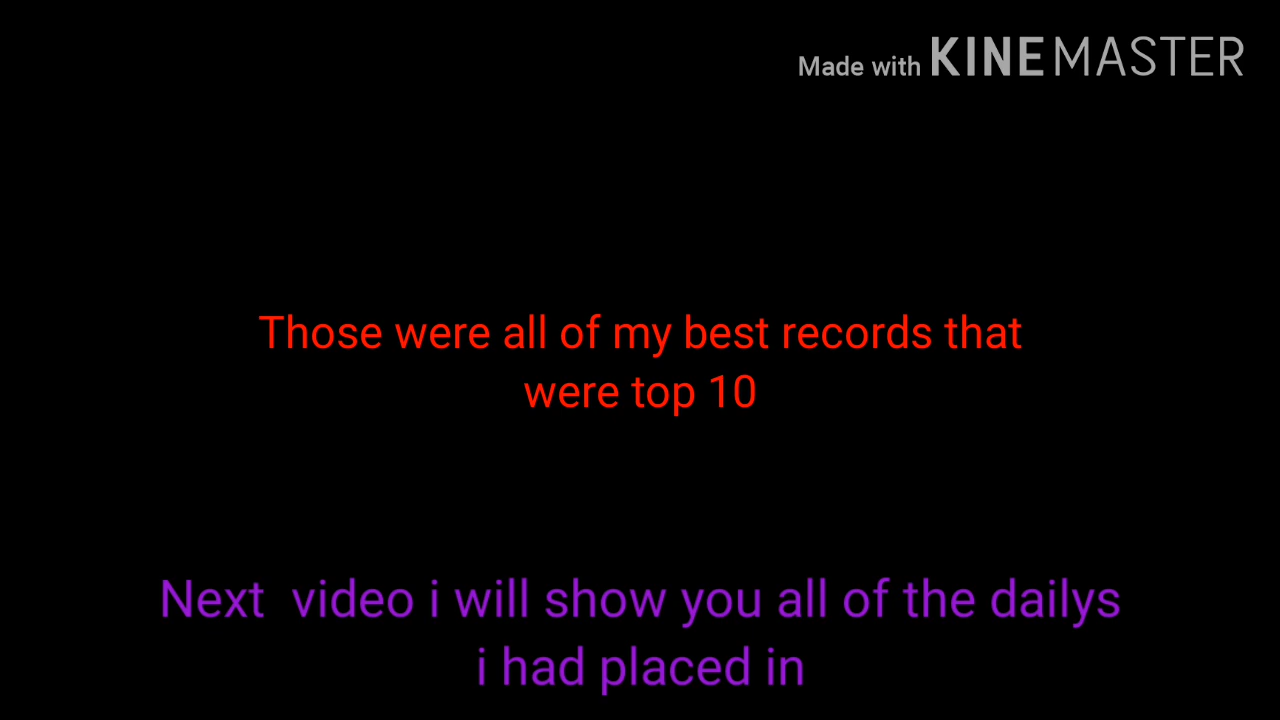 Made with KINEMASTER
Those were all of my best records that
were top 10
Next  video i will show you all of the dailys
i had placed in